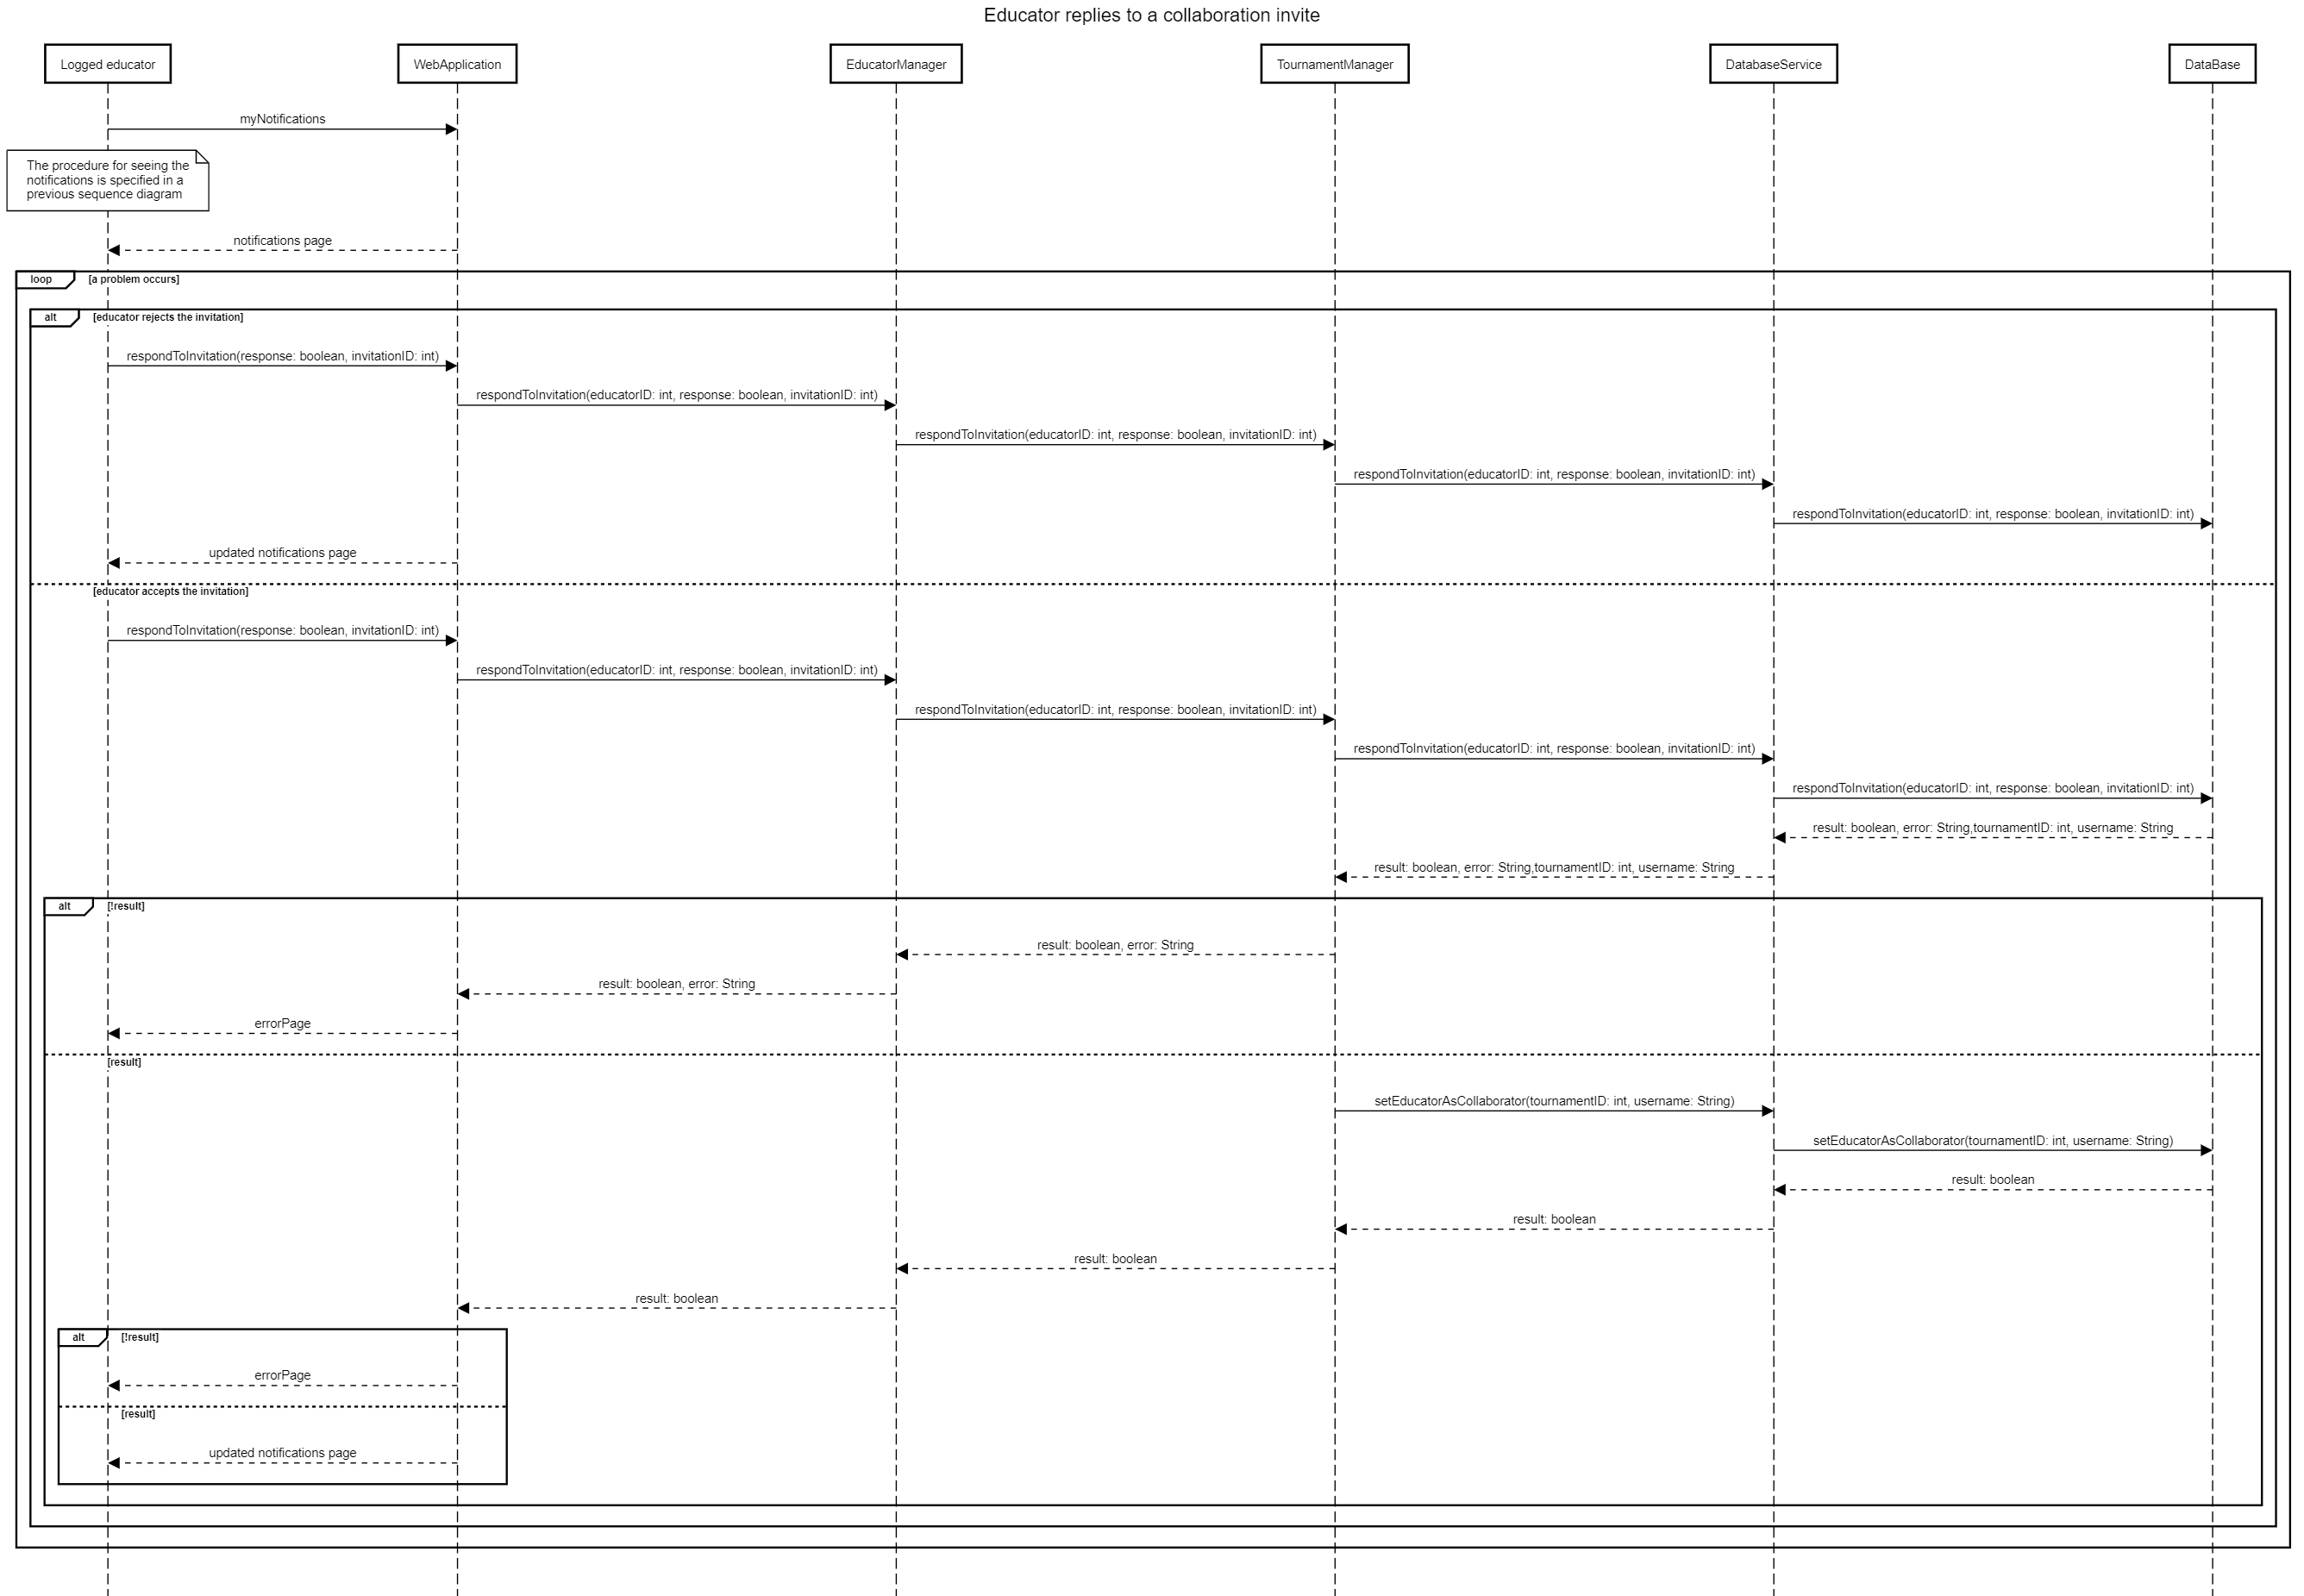 Educator replies to a collaboration invite
Logged educator
WebApplication
EducatorManager
TournamentManager
DatabaseService
DataBase
myNotifications
The procedure for seeing the
notifications is specified in a
previous sequence diagram
notifications page
loop
[a problem occurs]
alt
[educator rejects the invitation]
respondToInvitation(response: boolean, invitationID: int)
respondToInvitation(educatorID: int, response: boolean, invitationID: int)
respondToInvitation(educatorID: int, response: boolean, invitationID: int)
respondToInvitation(educatorID: int, response: boolean, invitationID: int)
respondToInvitation(educatorID: int, response: boolean, invitationID: int)
updated notifications page
[educator accepts the invitation]
respondToInvitation(response: boolean, invitationID: int)
respondToInvitation(educatorID: int, response: boolean, invitationID: int)
respondToInvitation(educatorID: int, response: boolean, invitationID: int)
respondToInvitation(educatorID: int, response: boolean, invitationID: int)
respondToInvitation(educatorID: int, response: boolean, invitationID: int)
result: boolean, error: String,tournamentID: int, username: String
result: boolean, error: String,tournamentID: int, username: String
alt
[!result]
result: boolean, error: String
result: boolean, error: String
errorPage
[result]
setEducatorAsCollaborator(tournamentID: int, username: String)
setEducatorAsCollaborator(tournamentID: int, username: String)
result: boolean
result: boolean
result: boolean
result: boolean
alt
[!result]
errorPage
[result]
updated notifications page